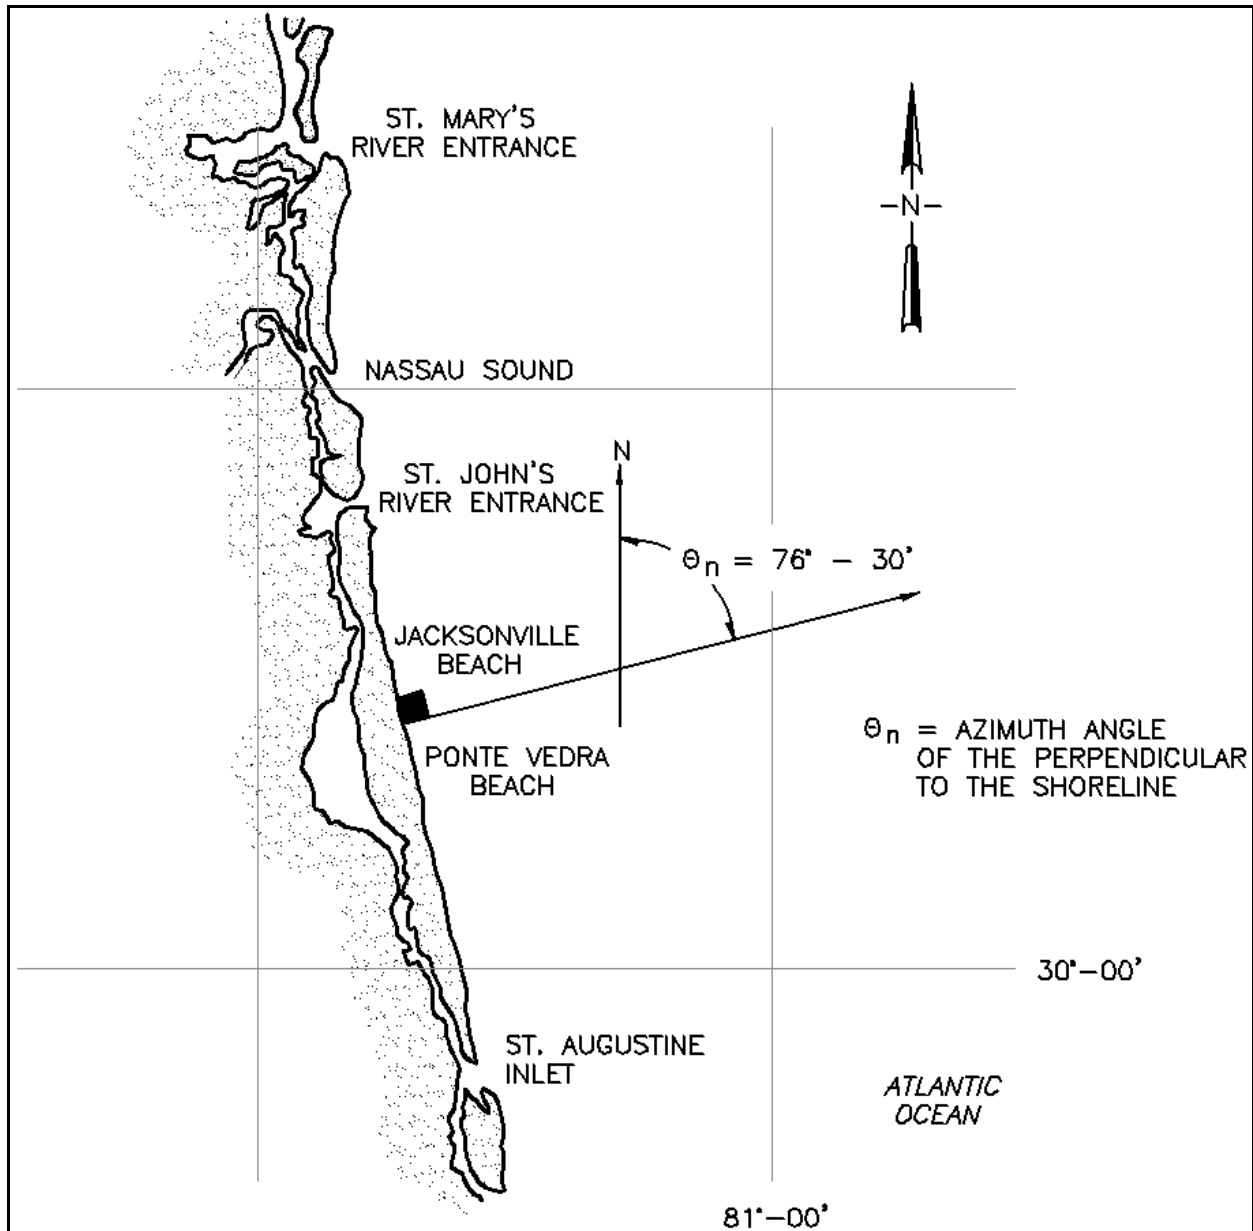 ST. MARY'S
RIVER ENTRANCE
-N-
NASSAU SOUND
N
ST. JOHN'S
RIVER ENTRANCE
Θn = 76° - 30'
JACKSONVILLE
BEACH
Θn = AZIMUTH ANGLE
OF THE PERPENDICULAR
TO THE SHORELINE
PONTE VEDRA
BEACH
30°-00'
ST. AUGUSTINE
INLET
ATLANTIC
OCEAN
81°-00'